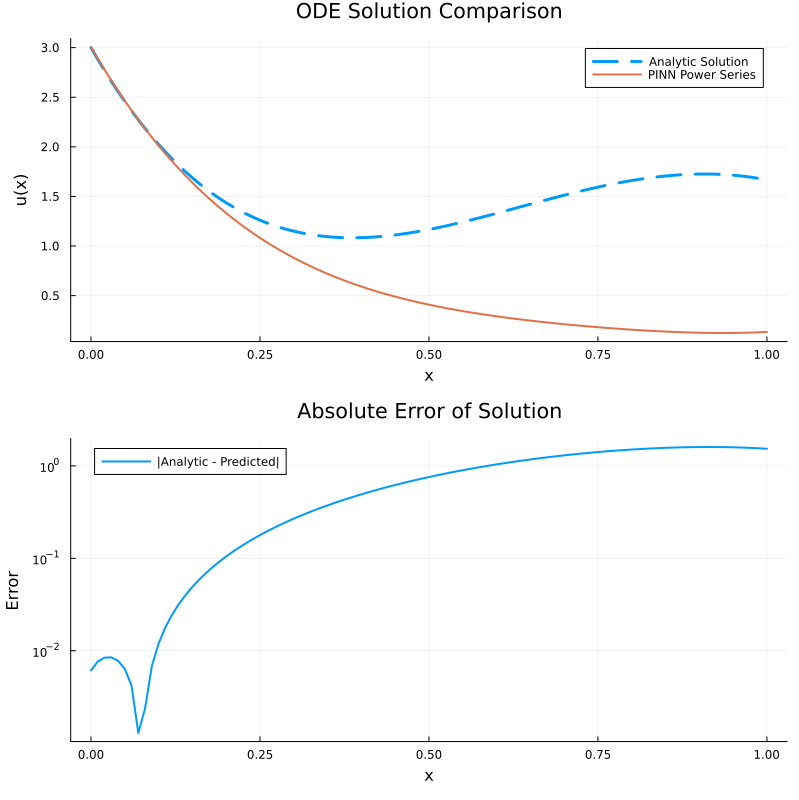 ODE Solution Comparison
3.0
2.5
2.0
1.5
1.0
0.5
u(x)
Analytic Solution
PINN Power Series
0.00 0.25 0.50 0.75 1.00
x
Absolute Error of Solution
|Analytic - Predicted|
10⁰
10⁻¹
10⁻²
Error
0.00 0.25 0.50 0.75 1.00
x